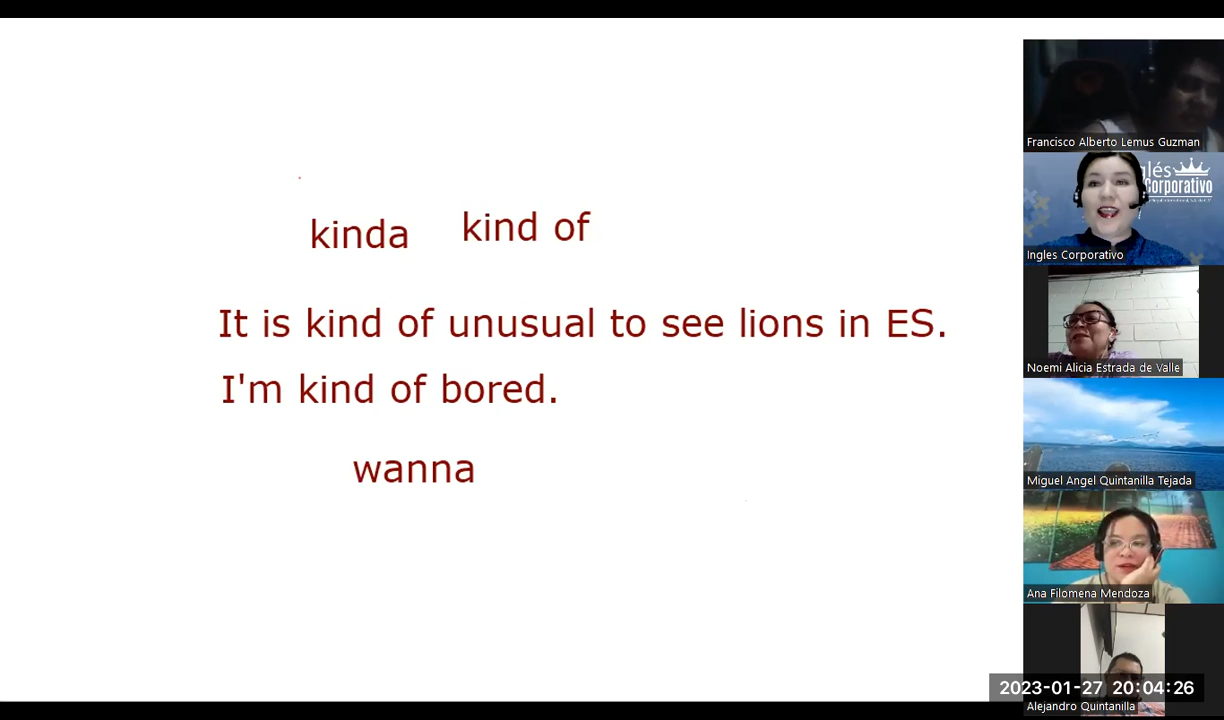 kinda kind of
It is kind of unusual to see lions in ES.
I'm kind of bored.
wanna
Francisco Alberto Lemus Guzman
glés
Corporativo
Ingles Corporativo
Noemi Alicia Estrada de Valle
Miguel Angel Quintanilla Tejada
Ana Filomena Mendoza
2023-01-27 20:04:26
Alejandro Quintanilla